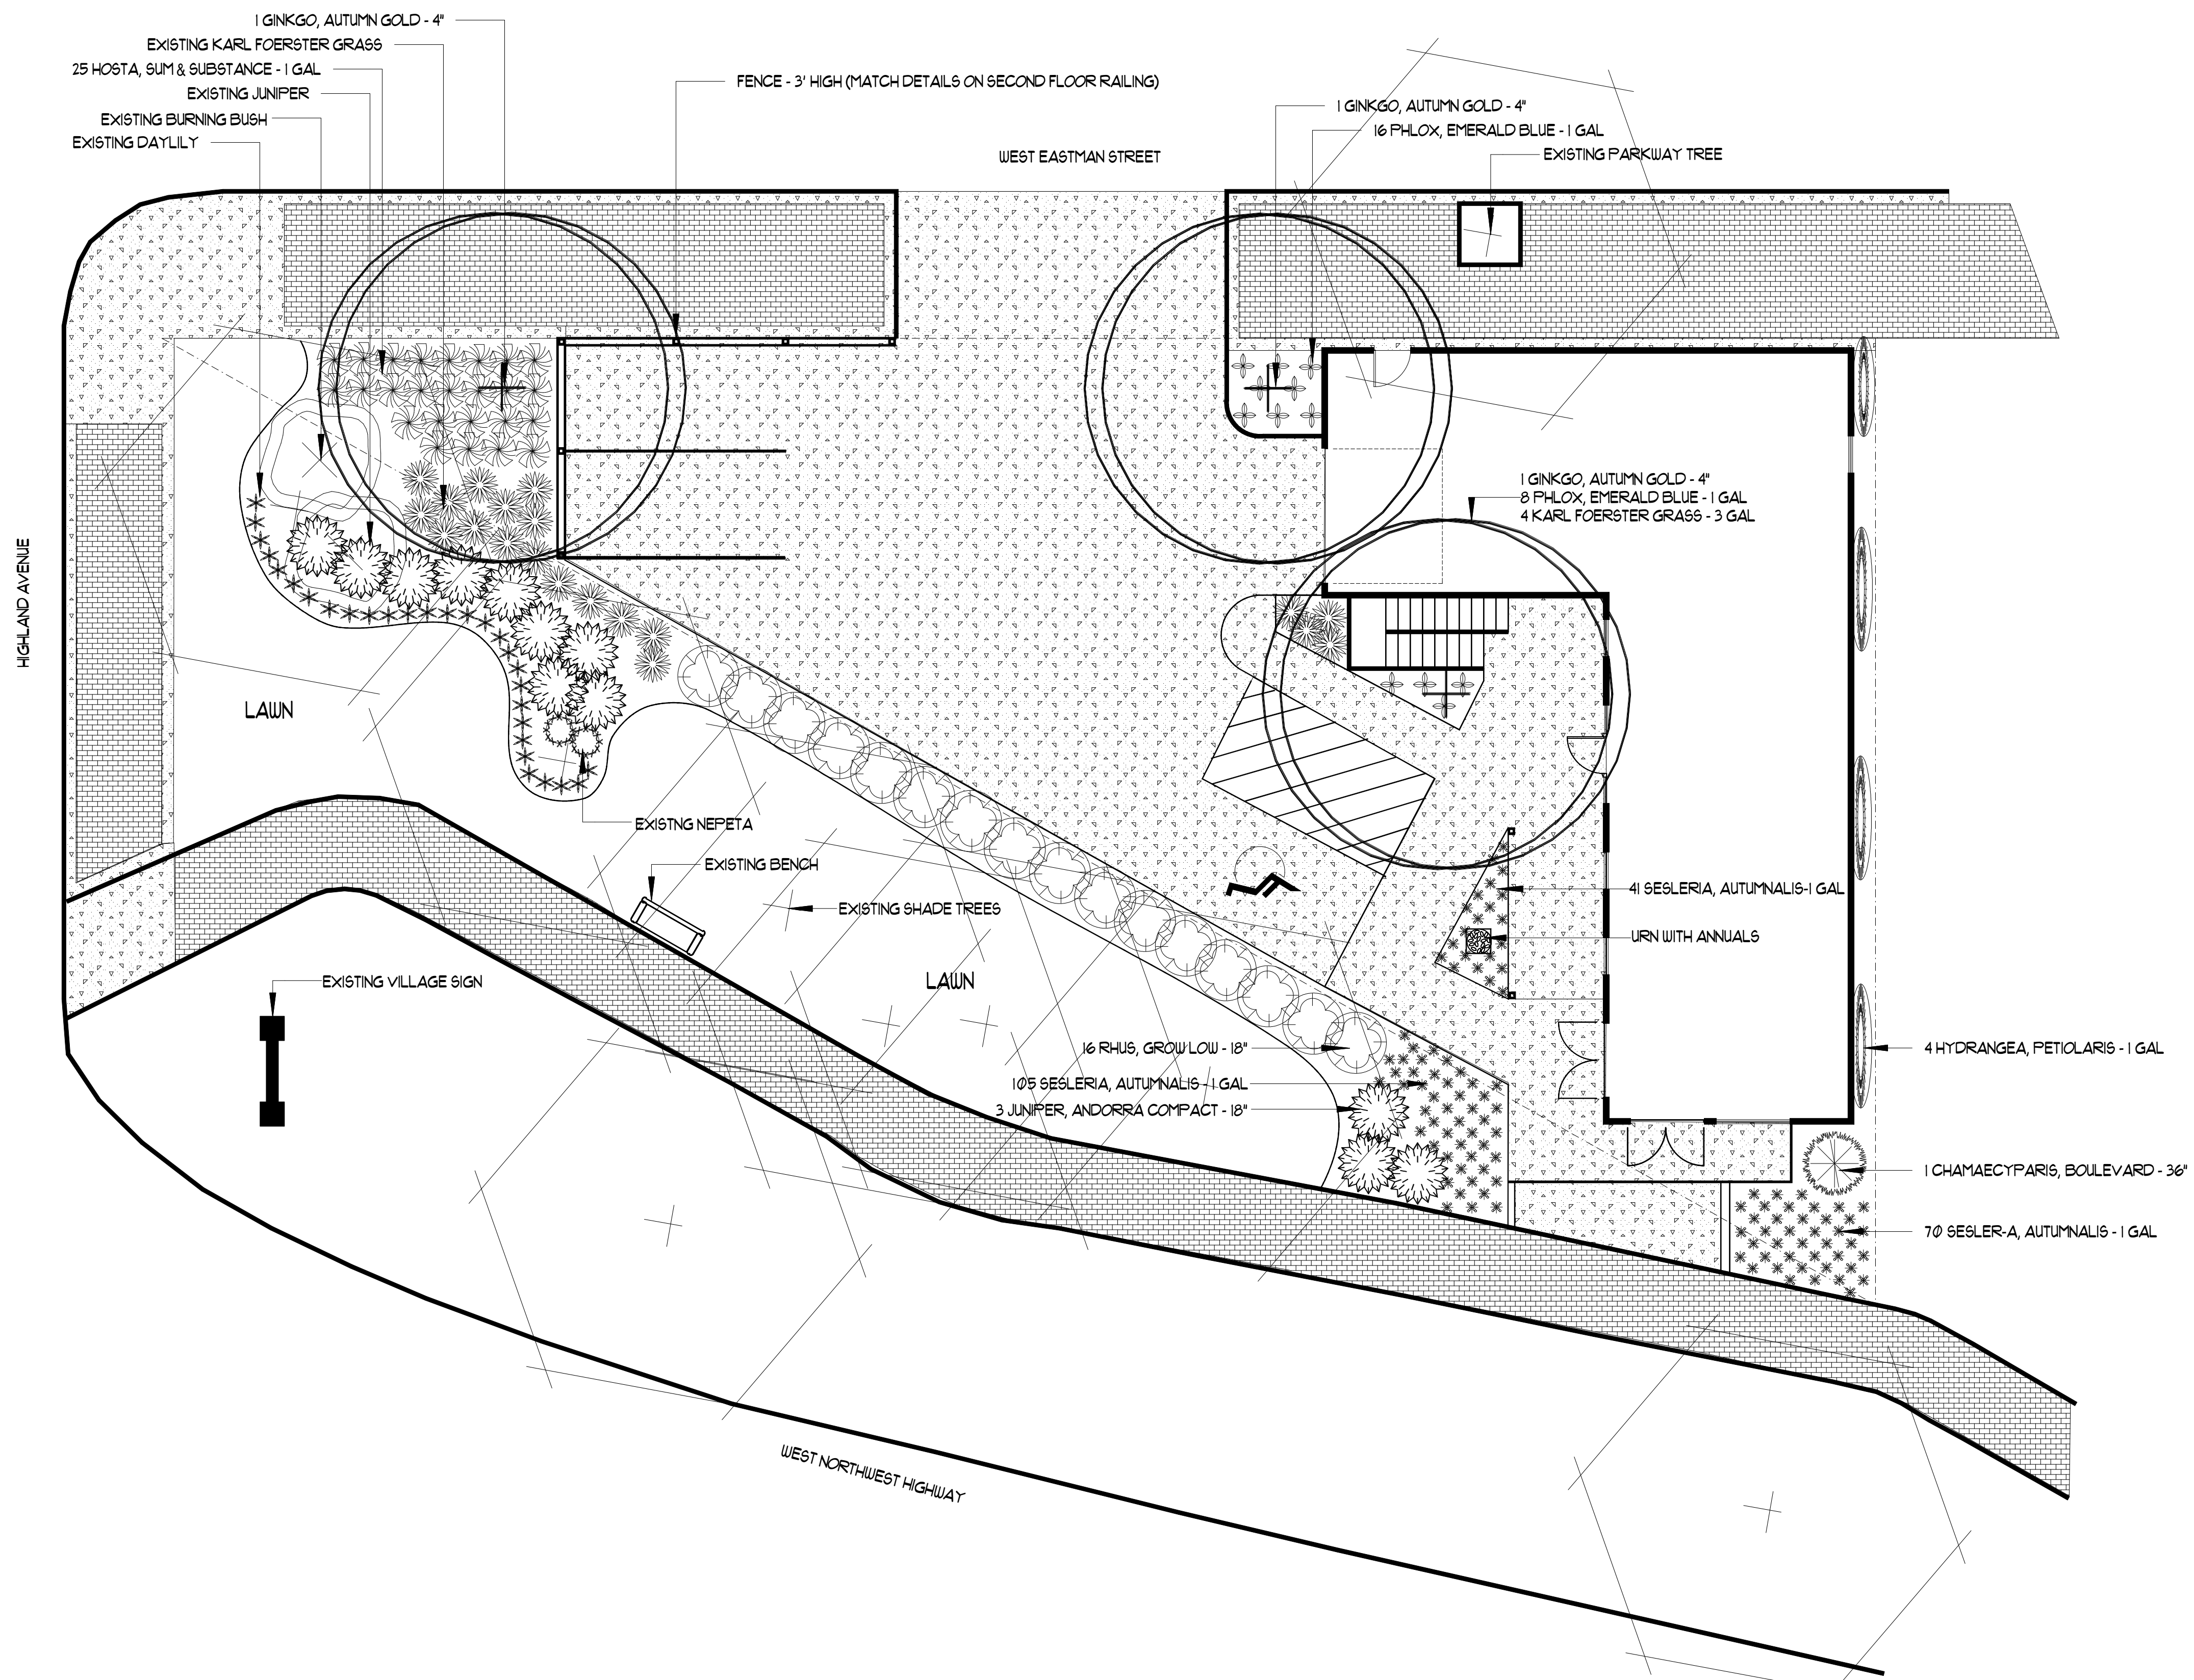 1 GINKGO, AUTUMN GOLD - 4"
EXISTING KARL FOERSTER GRASS
25 HOSTA, SUM & SUBSTANCE - 1 GAL
EXISTING JUNIPER
EXISTING BURNING BUSH
EXISTING DAYLILY
FENCE - 3' HIGH (MATCH DETAILS ON SECOND FLOOR RAILING)
WEST EASTMAN STREET
1 GINKGO, AUTUMN GOLD - 4"
16 PHLOX, EMERALD BLUE - 1 GAL
EXISTING PARKWAY TREE
1 GINKGO, AUTUMN GOLD - 4"
8 PHLOX, EMERALD BLUE - 1 GAL
4 KARL FOERSTER GRASS - 3 GAL
HIGHLAND AVENUE
LAWN
EXISTNG NEPETA
EXISTING BENCH
EXISTING SHADE TREES
41 SESLERIA, AUTUMNALIS-1 GAL
URN WITH ANNUALS
LAWN
EXISTING VILLAGE SIGN
16 RHUS, GROW LOW - 18"
105 SESLERIA, AUTUMNALIS - 1 GAL
3 JUNIPER, ANDORRA COMPACT - 18"
4 HYDRANGEA, PETIOLARIS - 1 GAL
1 CHAMAECYPARIS, BOULEVARD - 36"
70 SESLER-A, AUTUMNALIS - 1 GAL
WEST NORTHWEST HIGHWAY